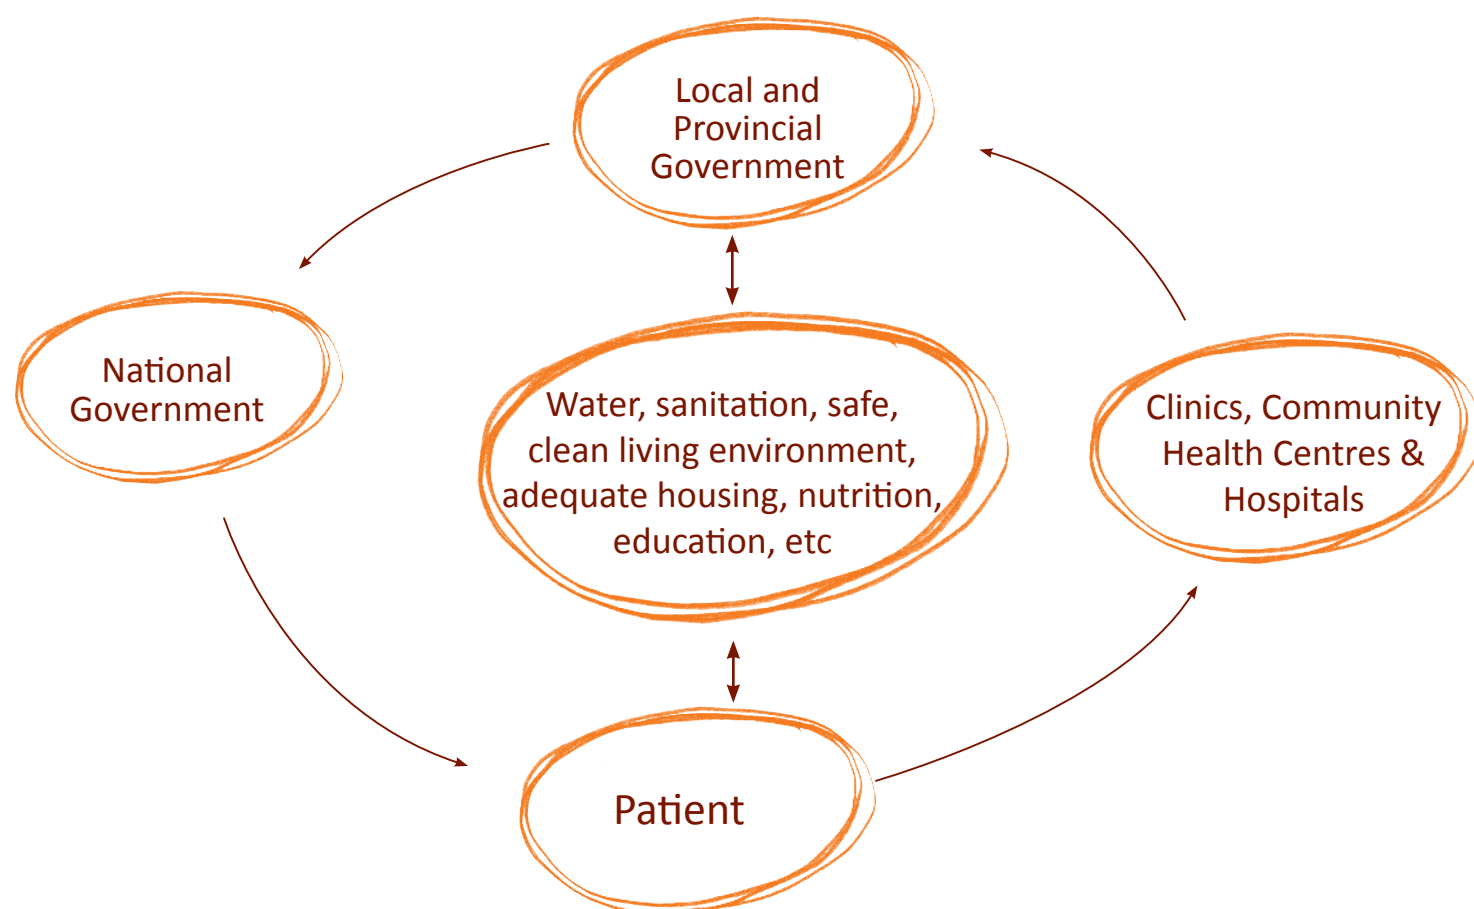 Local and
Provincial
Government
National
Government
Water, sanitation, safe,
clean living environment,
adequate housing, nutrition,
education, etc
Clinics, Community
Health Centres &
Hospitals
Patient